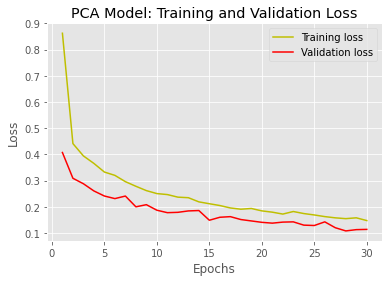 PCA Model: Training and Validation Loss
Training loss
Validation loss
Loss
0.9
0.8
0.7
0.6
0.5
0.4
0.3
0.2
0.1
0 5 10 15 20 25 30
Epochs